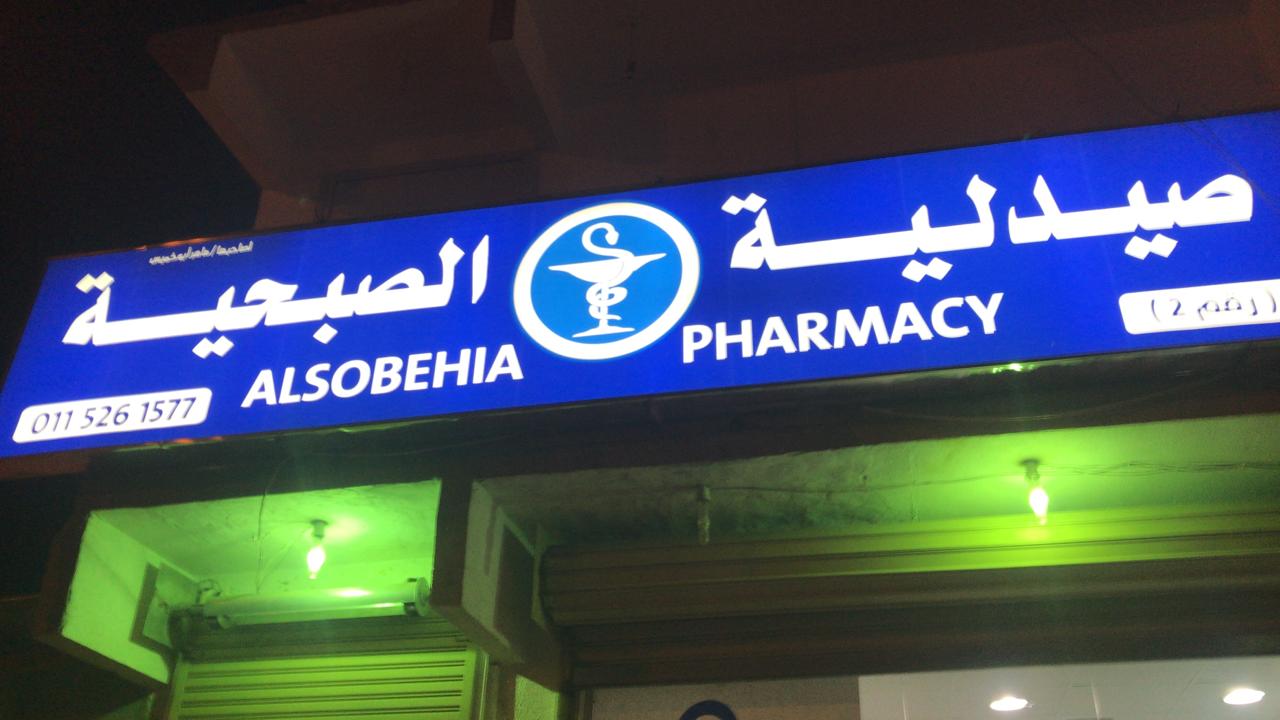 صيدلية الصبحية
PHARMACY
ALSOBEHIA
( رقم 2 )
011 526 1577